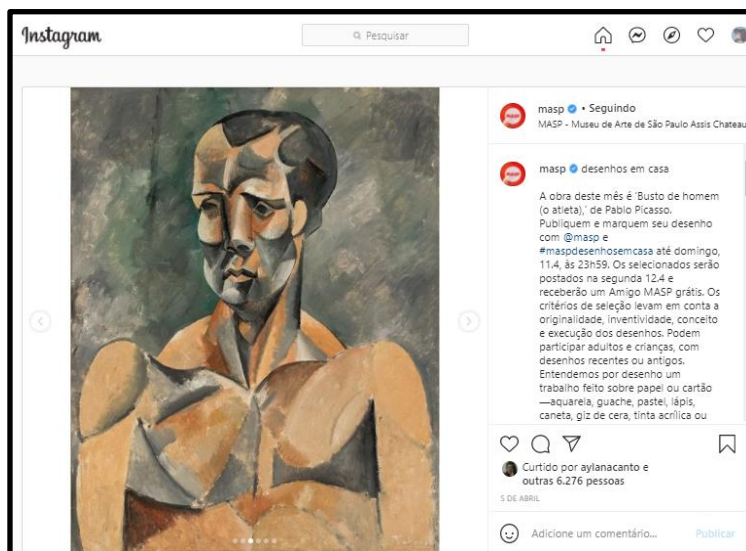 Instagram
Pesquisar
masp • Seguindo
MASP - Museu de Arte de São Paulo Assis Chateau
masp desenhos em casa
A obra deste mês é 'Busto de homem
(o atleta),' de Pablo Picasso.
Publiquem e marquem seu desenho
com @masp e
#maspdesenhosemcasa até domingo,
11.4, às 23h59. Os selecionados serão
postados na segunda 12.4 e
receberão um Amigo MASP grátis. Os
critérios de seleção levam em conta a
originalidade, inventividade, conceito
e execução dos desenhos. Podem
participar adultos e crianças, com
desenhos recentes ou antigos.
Entendemos por desenho um
trabalho feito sobre papel ou cartão
—aquarela, guache, pastel, lápis,
caneta, giz de cera, tinta acrílica ou
Curtido por aylanacanto e
outras 6.276 pessoas
5 DE ABRIL
Adicione um comentário... Publicar